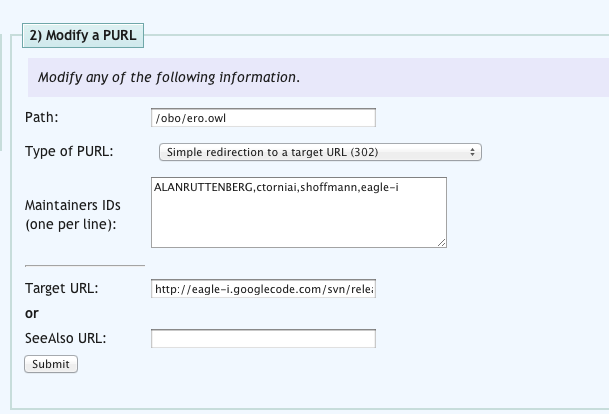 2) Modify a PURL
Modify any of the following information.
Path: /obo/ero.owl
Type of PURL: Simple redirection to a target URL (302)
Maintainers IDs
(one per line):
ALANRUTTENBERG,ctorniai,shoffmann,eagle-i
Target URL: http://eagle-i.googlecode.com/svn/relea
or
SeeAlso URL:
Submit